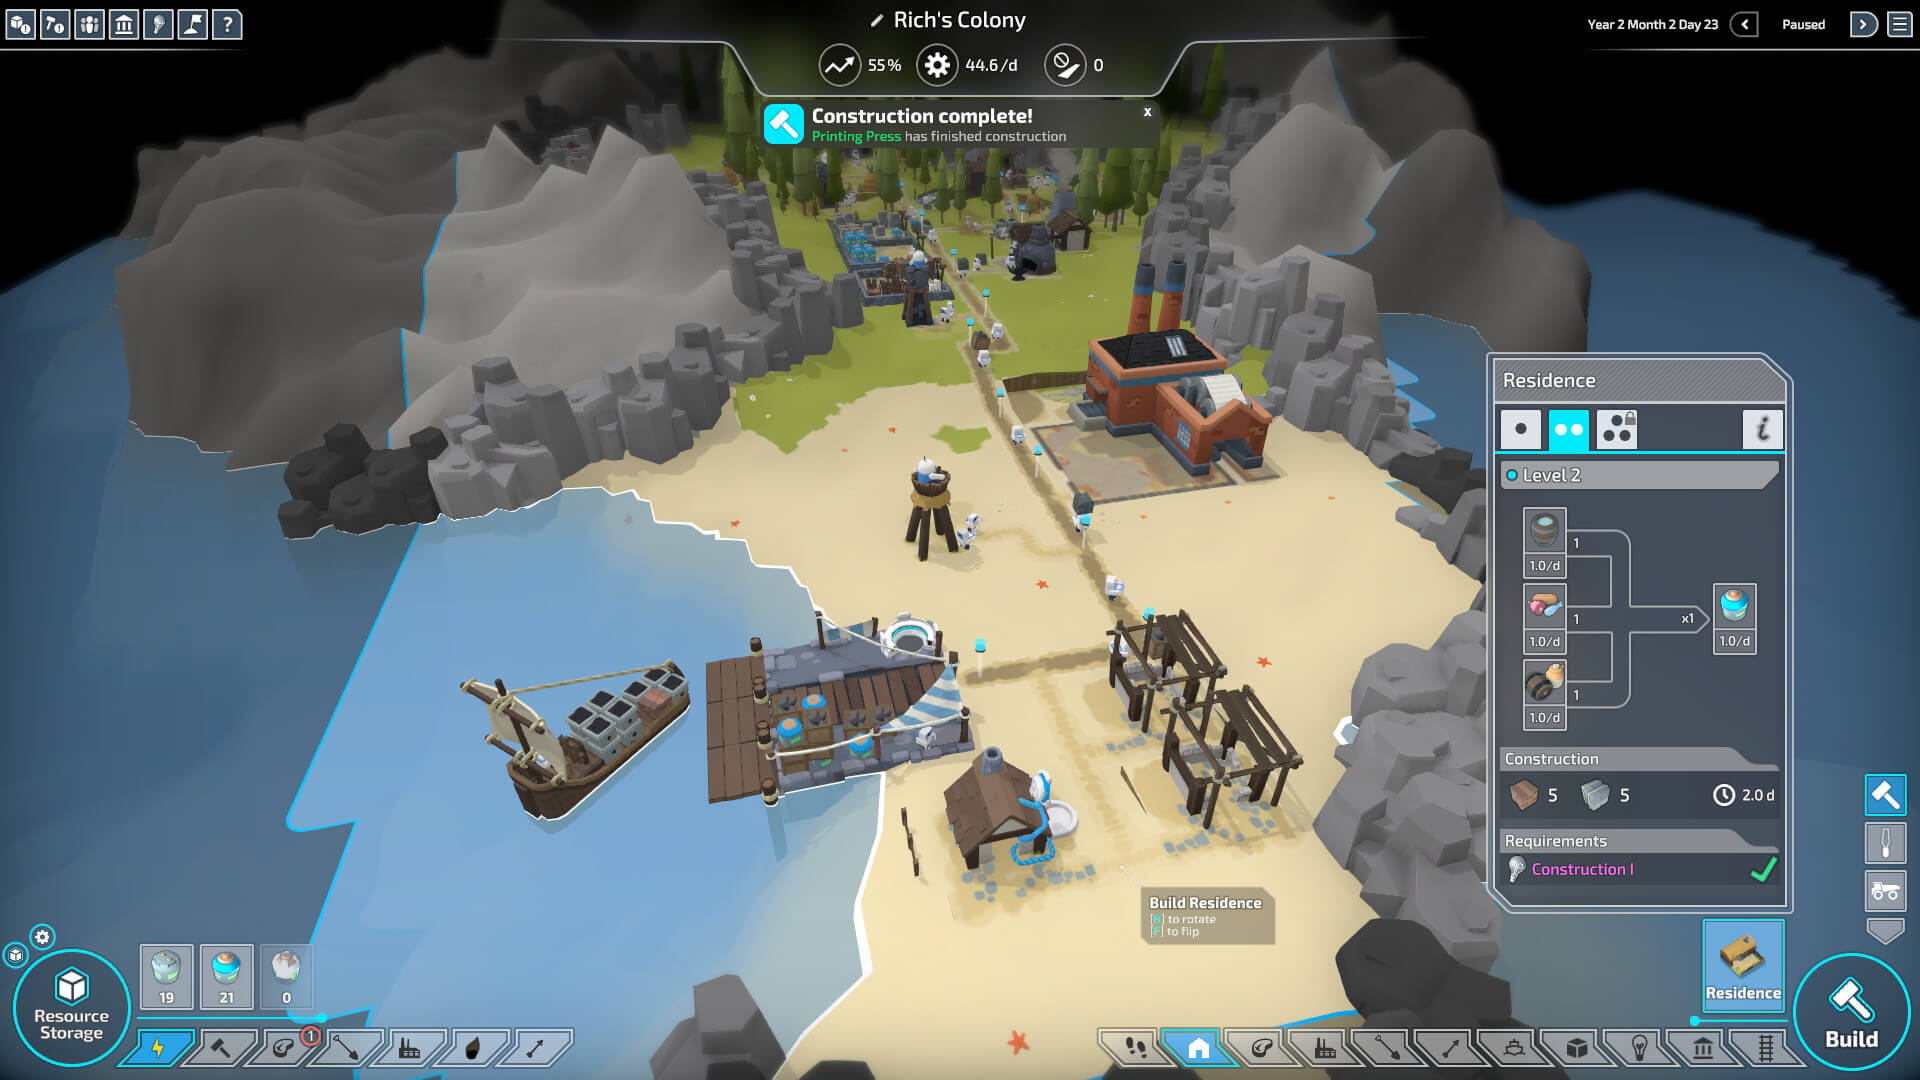 Rich's Colony
Year 2 Month 2 Day 23
Paused
55%
44.6/d
0
Construction complete!
x
Printing Press has finished construction
Residence
Level 2
1
1.0/d
1
1.0/d
1
1.0/d
x1
1.0/d
Construction
5
5
2.0 d
Requirements
Construction I
Build Residence
[R] to rotate
[F] to flip
Residence
Build
Resource
Storage
19
21
0
1
?
i